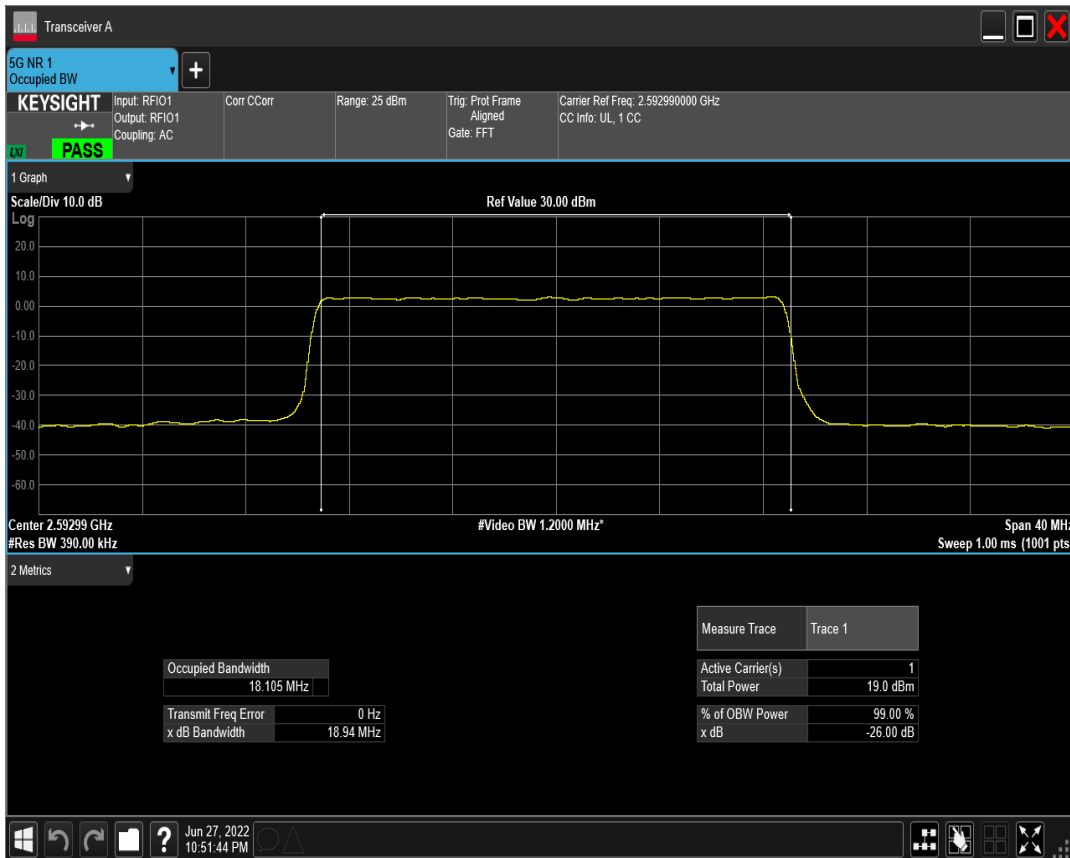 Transceiver A
5G NR 1
Occupied BW
+
KEYSIGHT
LXI
PASS
Input: RFIO1
Output: RFIO1
Coupling: AC
Corr CCorr
Range: 25 dBm
Trig: Prot Frame
Aligned
Gate: FFT
Carrier Ref Freq: 2.592990000 GHz
CC Info: UL, 1 CC
1 Graph
Scale/Div 10.0 dB
Ref Value 30.00 dBm
Log
20.0
10.0
0.00
-10.0
-20.0
-30.0
-40.0
-50.0
-60.0
Center 2.59299 GHz
#Video BW 1.2000 MHz*
Span 40 MHz
#Res BW 390.00 kHz
Sweep 1.00 ms (1001 pts
2 Metrics
Measure Trace Trace 1
Occupied Bandwidth
18.105 MHz
Active Carrier(s) 1
Total Power 19.0 dBm
Transmit Freq Error 0 Hz
x dB Bandwidth 18.94 MHz
% of OBW Power 99.00 %
x dB -26.00 dB
?
Jun 27, 2022
10:51:44 PM